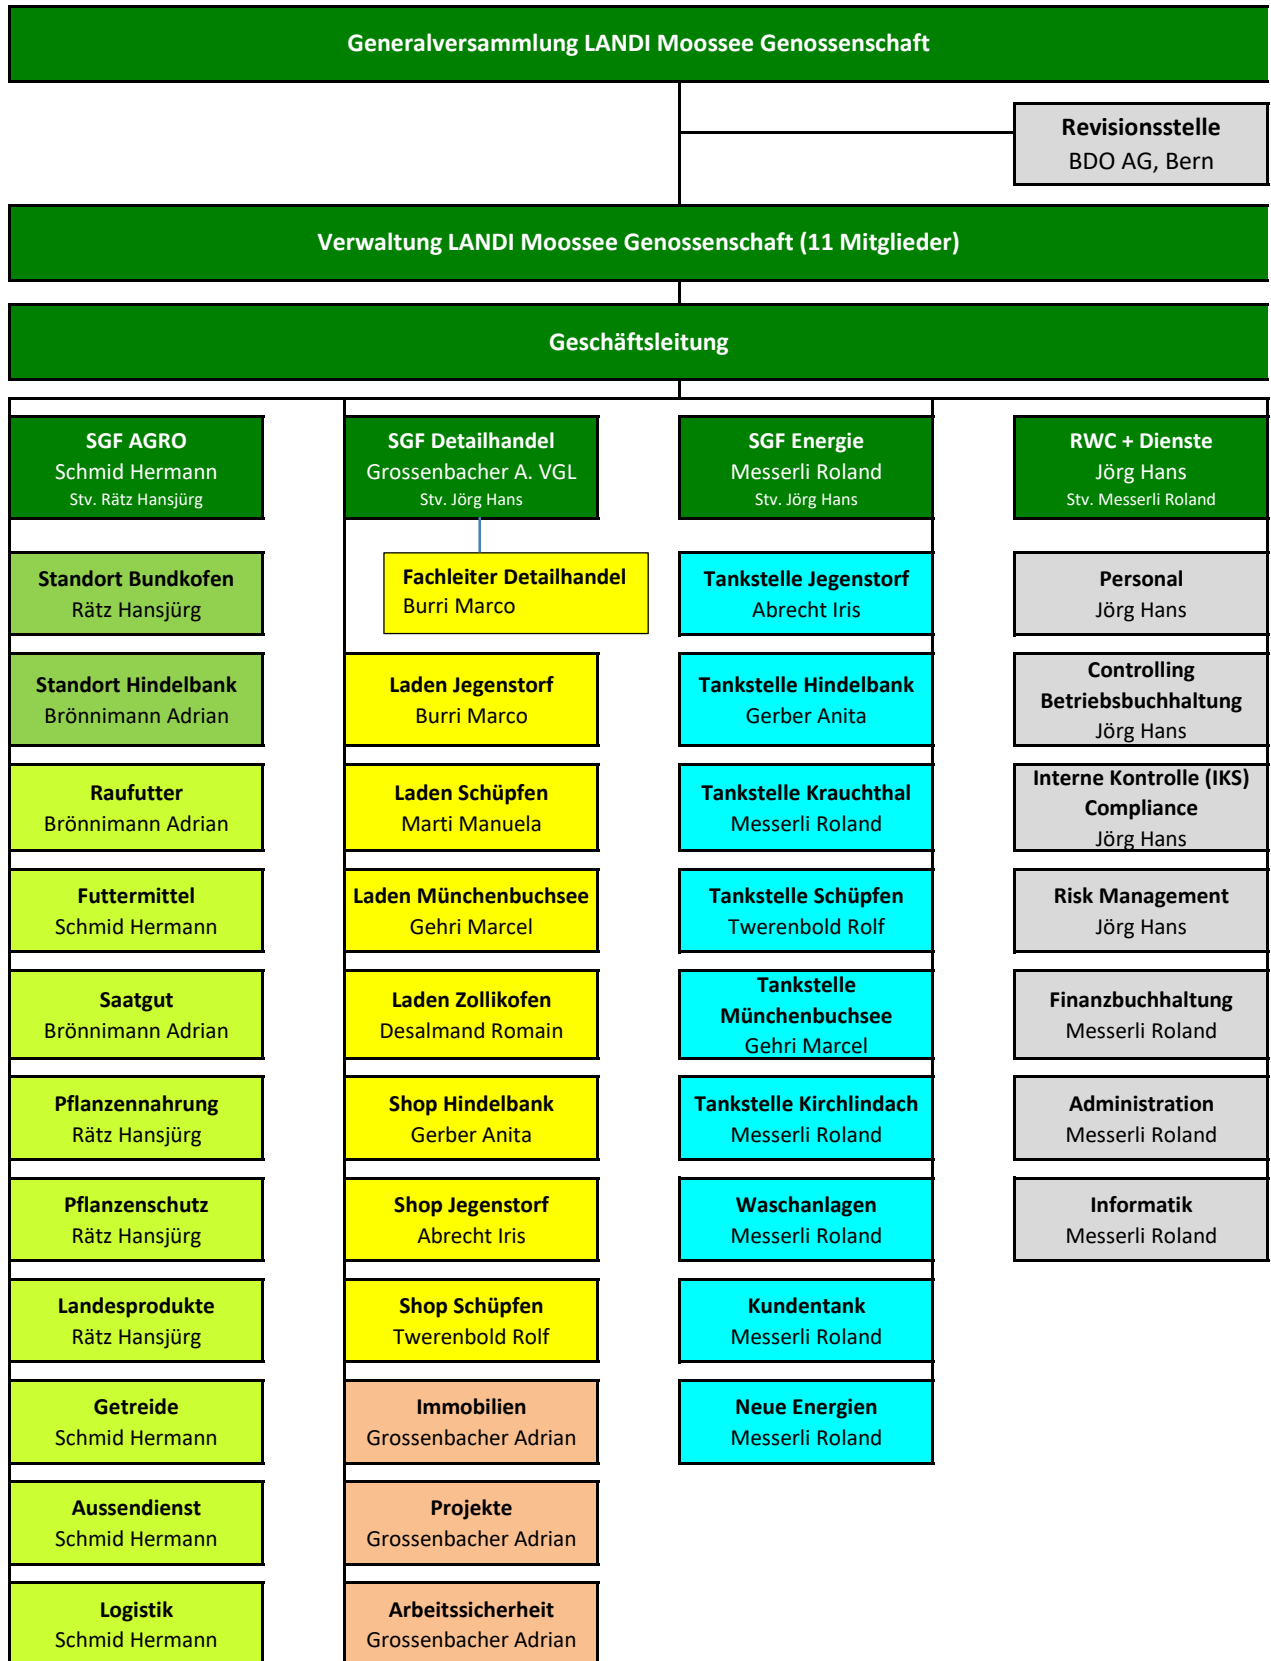 Generalversammlung LANDI Moossee Genossenschaft
Revisionsstelle
BDO AG, Bern
Verwaltung LANDI Moossee Genossenschaft (11 Mitglieder)
Geschäftsleitung
SGF AGRO
Schmid Hermann
Stv. Rätz Hansjürg
Standort Bundkofen
Rätz Hansjürg
Standort Hindelbank
Brönnimann Adrian
Raufutter
Brönnimann Adrian
Futtermittel
Schmid Hermann
Saatgut
Brönnimann Adrian
Pflanzennahrung
Rätz Hansjürg
Pflanzenschutz
Rätz Hansjürg
Landesprodukte
Rätz Hansjürg
Getreide
Schmid Hermann
Aussendienst
Schmid Hermann
Logistik
Schmid Hermann
SGF Detailhandel
Grossenbacher A. VGL
Stv. Jörg Hans
Fachleiter Detailhandel
Burri Marco
Laden Jegenstorf
Burri Marco
Laden Schüpfen
Marti Manuela
Laden Münchenbuchsee
Gehri Marcel
Laden Zollikofen
Desalmand Romain
Shop Hindelbank
Gerber Anita
Shop Jegenstorf
Abrecht Iris
Shop Schüpfen
Twerenbold Rolf
Immobilien
Grossenbacher Adrian
Projekte
Grossenbacher Adrian
Arbeitssicherheit
Grossenbacher Adrian
SGF Energie
Messerli Roland
Stv. Jörg Hans
Tankstelle Jegenstorf
Abrecht Iris
Tankstelle Hindelbank
Gerber Anita
Tankstelle Krauchthal
Messerli Roland
Tankstelle Schüpfen
Twerenbold Rolf
Tankstelle
Münchenbuchsee
Gehri Marcel
Tankstelle Kirchlindach
Messerli Roland
Waschanlagen
Messerli Roland
Kundentank
Messerli Roland
Neue Energien
Messerli Roland
RWC + Dienste
Jörg Hans
Stv. Messerli Roland
Personal
Jörg Hans
Controlling
Betriebsbuchhaltung
Jörg Hans
Interne Kontrolle (IKS)
Compliance
Jörg Hans
Risk Management
Jörg Hans
Finanzbuchhaltung
Messerli Roland
Administration
Messerli Roland
Informatik
Messerli Roland